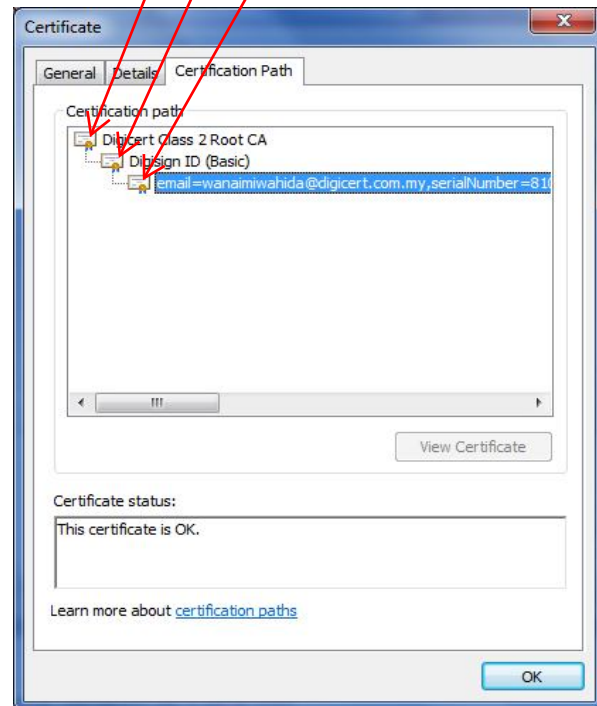 Certificate
General Details Certification Path
Certification path
Digicert Class 2 Root CA
Digisign ID (Basic)
email=wanaimiwahida@digicert.com.my,serialNumber=810
View Certificate
Certificate status:
This certificate is OK.
Learn more about certification paths
OK